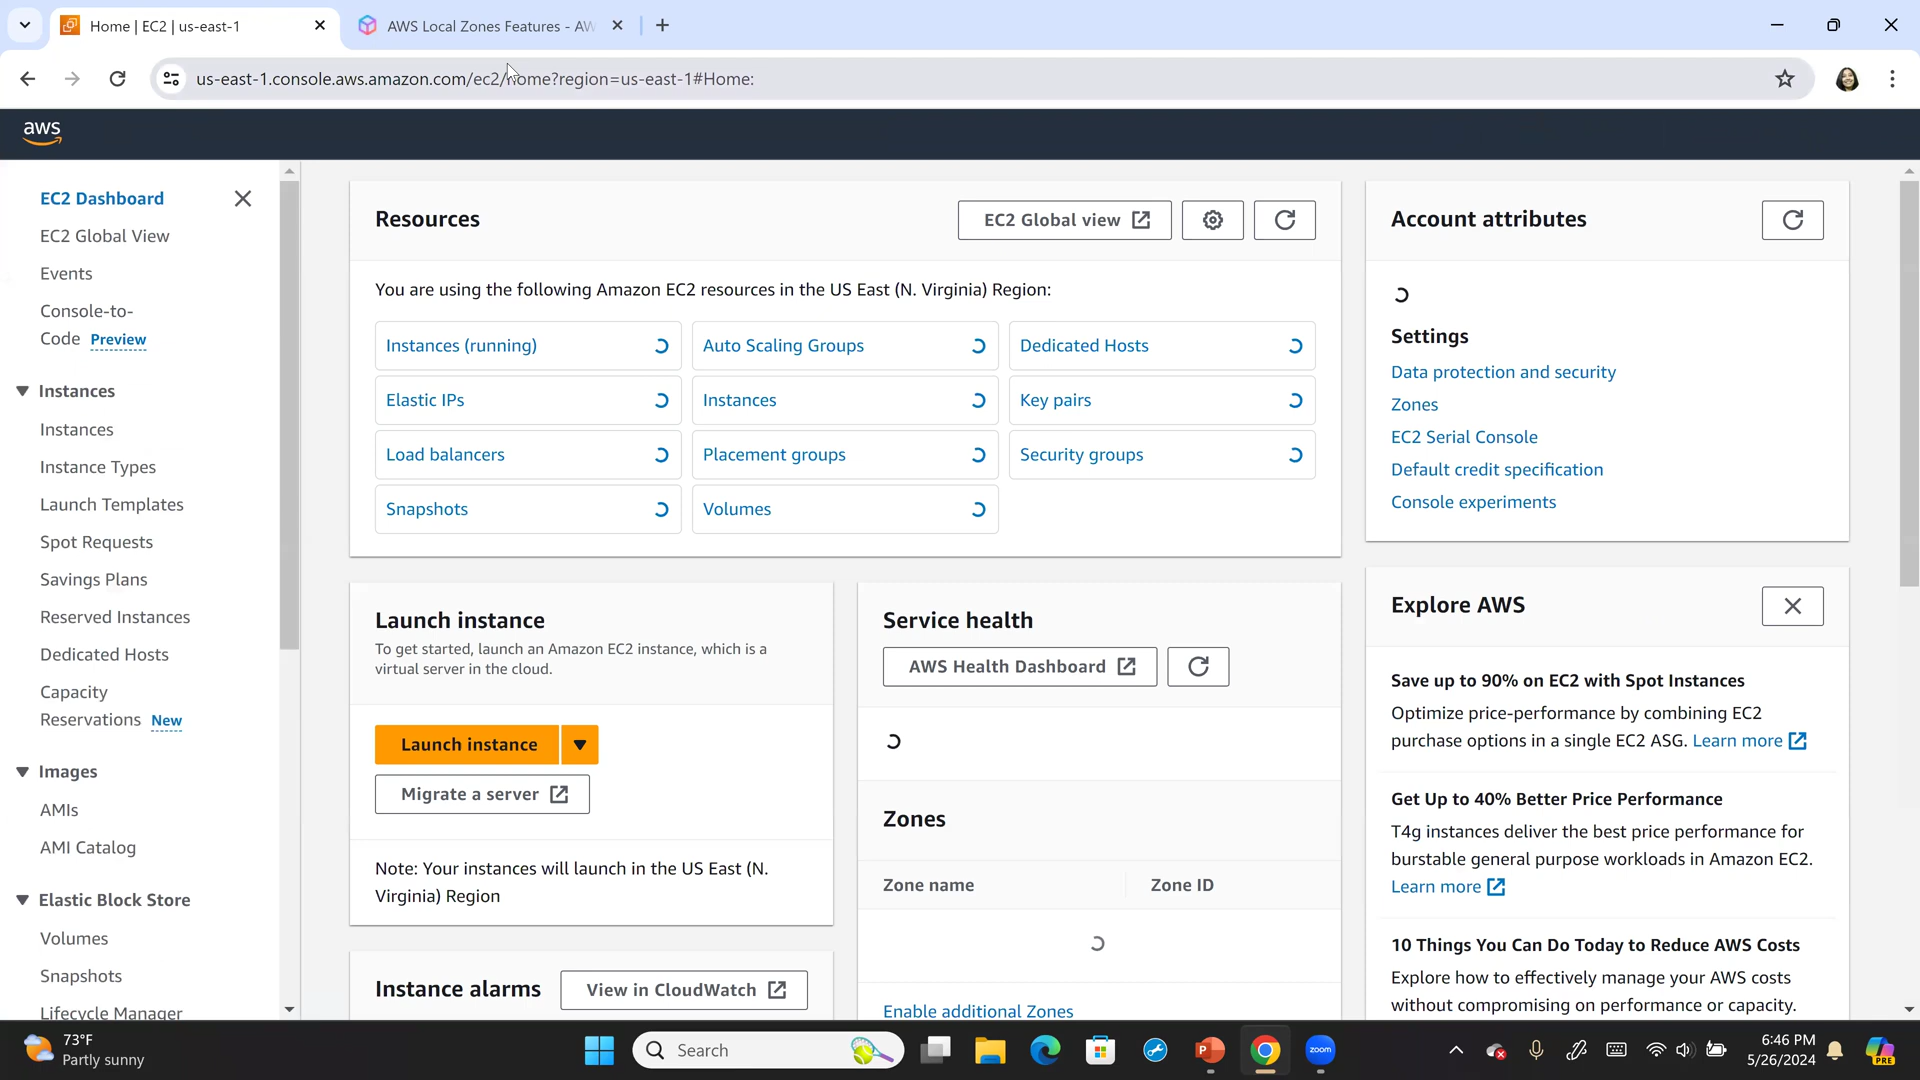 Home | EC2 | us-east-1
AWS Local Zones Features - AW
us-east-1.console.aws.amazon.com/ec2/home?region=us-east-1#Home:
aws
EC2 Dashboard
EC2 Global View
Events
Console-to-
Code Preview
Instances
Instances
Instance Types
Launch Templates
Spot Requests
Savings Plans
Reserved Instances
Dedicated Hosts
Capacity
Reservations New
Images
AMIs
AMI Catalog
Elastic Block Store
Volumes
Snapshots
Lifecycle Manager
Resources
EC2 Global view
You are using the following Amazon EC2 resources in the US East (N. Virginia) Region:
Instances (running)
Auto Scaling Groups
Dedicated Hosts
Elastic IPs
Instances
Key pairs
Load balancers
Placement groups
Security groups
Snapshots
Volumes
Launch instance
To get started, launch an Amazon EC2 instance, which is a
virtual server in the cloud.
Launch instance
Migrate a server
Note: Your instances will launch in the US East (N.
Virginia) Region
Instance alarms
View in CloudWatch
Service health
AWS Health Dashboard
Zones
Zone name
Zone ID
Enable additional Zones
Account attributes
Settings
Data protection and security
Zones
EC2 Serial Console
Default credit specification
Console experiments
Explore AWS
Save up to 90% on EC2 with Spot Instances
Optimize price-performance by combining EC2
purchase options in a single EC2 ASG. Learn more
Get Up to 40% Better Price Performance
T4g instances deliver the best price performance for
burstable general purpose workloads in Amazon EC2.
Learn more
10 Things You Can Do Today to Reduce AWS Costs
Explore how to effectively manage your AWS costs
without compromising on performance or capacity.
73°F
Partly sunny
Search
P
zoom
6:46 PM
5/26/2024
PRE